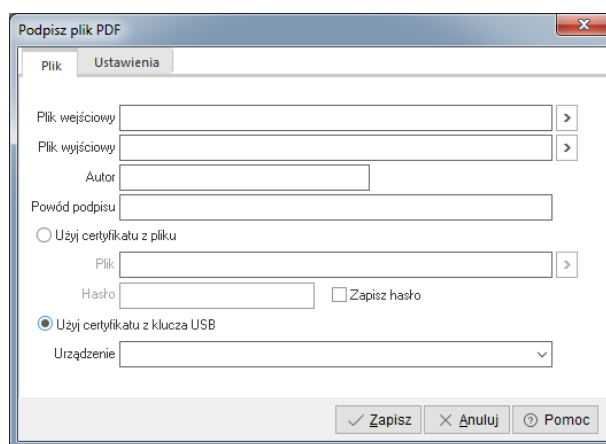 Podpisz plik PDF
Plik Ustawienia
Plik wejściowy
Plik wyjściowy
Autor
Powód podpisu
Użyj certyfikatu z pliku
Plik
Hasło Zapisz hasło
Użyj certyfikatu z klucza USB
Urządzenie
Zapisz Anuluj Pomoc